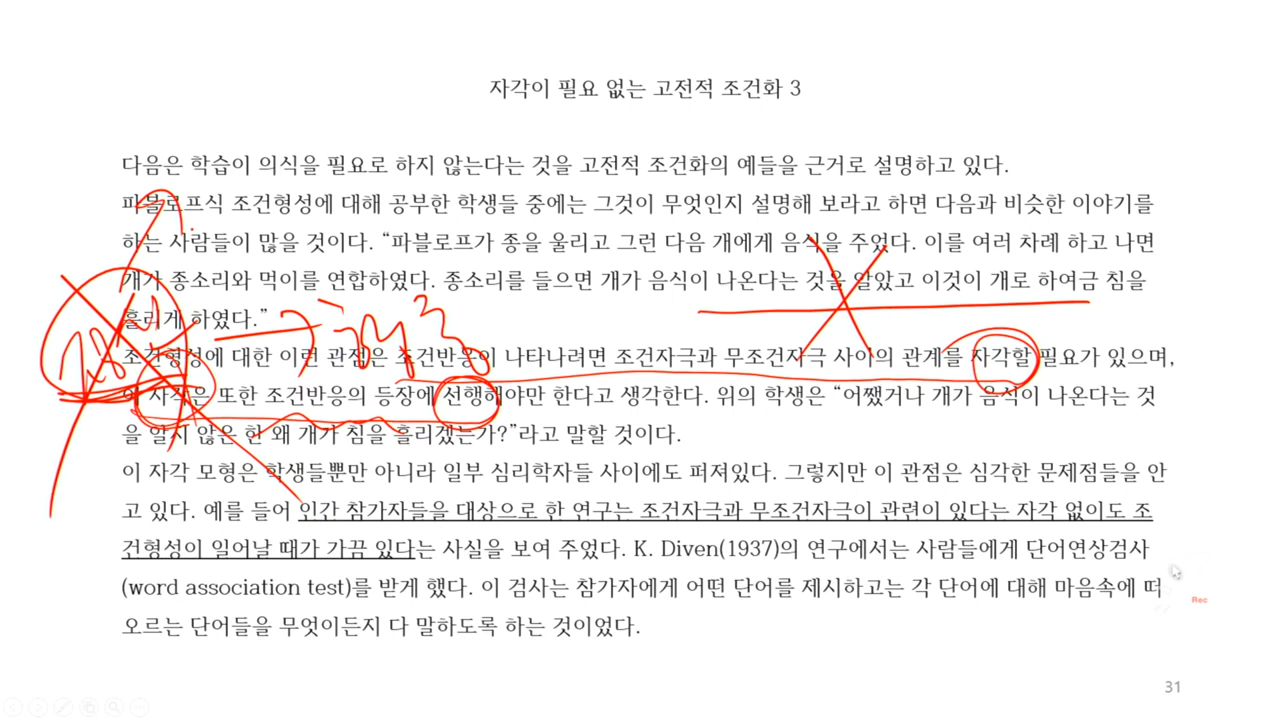 자각이 필요 없는 고전적 조건화 3
다음은 학습이 의식을 필요로 하지 않는다는 것을 고전적 조건화의 예들을 근거로 설명하고 있다.
파블로프식 조건형성에 대해 공부한 학생들 중에는 그것이 무엇인지 설명해 보라고 하면 다음과 비슷한 이야기를
하는 사람들이 많을 것이다. “파블로프가 종을 울리고 그런 다음 개에게 음식을 주었다. 이를 여러 차례 하고 나면
개가 종소리와 먹이를 연합하였다. 종소리를 들으면 개가 음식이 나온다는 것을 알았고 이것이 개로 하여금 침을
흘리게 하였다.”
조건형성에 대한 이런 관점은 조건반응이 나타나려면 조건자극과 무조건자극 사이의 관계를 자각할 필요가 있으며,
이 자각은 또한 조건반응의 등장에 선행해야만 한다고 생각한다. 위의 학생은 “어쨌거나 개가 음식이 나온다는 것
을 알지 않은 한 왜 개가 침을 흘리겠는가?”라고 말할 것이다.
이 자각 모형은 학생들뿐만 아니라 일부 심리학자들 사이에도 퍼져있다. 그렇지만 이 관점은 심각한 문제점들을 안
고 있다. 예를 들어 인간 참가자들을 대상으로 한 연구는 조건자극과 무조건자극이 관련이 있다는 자각 없이도 조
건형성이 일어날 때가 가끔 있다는 사실을 보여 주었다. K. Diven(1937)의 연구에서는 사람들에게 단어연상검사
(word association test)를 받게 했다. 이 검사는 참가자에게 어떤 단어를 제시하고는 각 단어에 대해 마음속에 떠
오르는 단어들을 무엇이든지 다 말하도록 하는 것이었다.
Rec
31